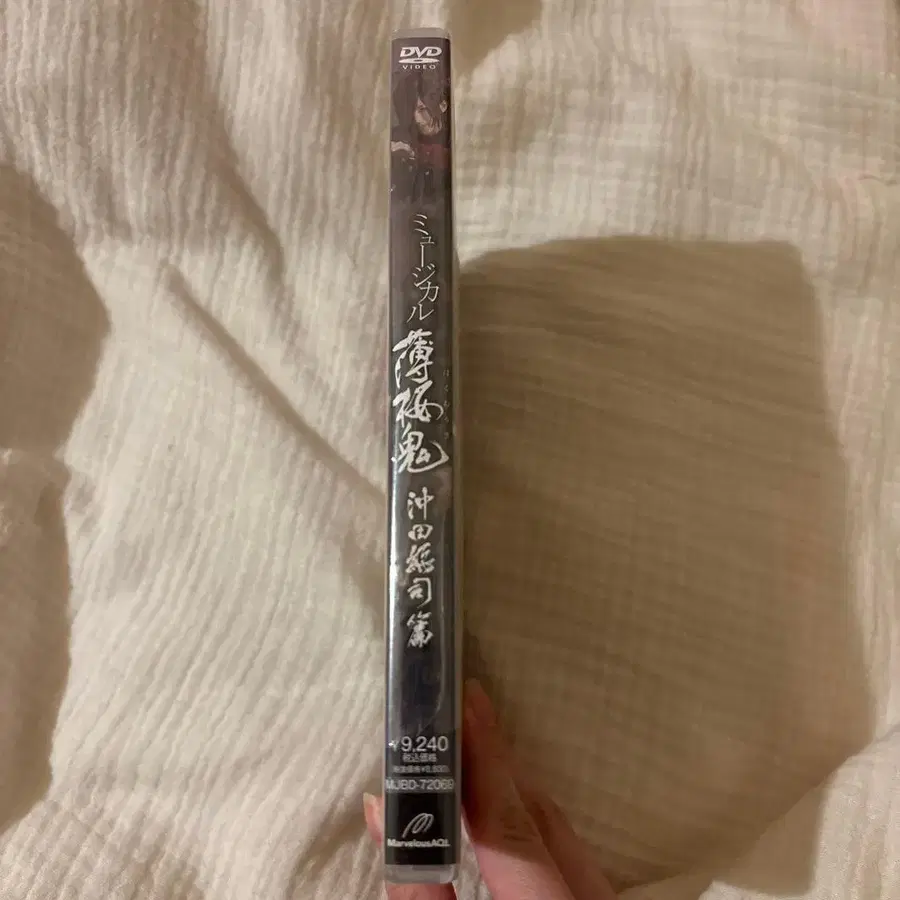 DVD
VIDEO
ミュージカル
薄桜鬼
沖田総司
篇
¥9,240
税込価格
MJBD-72068
MarvelousAQL